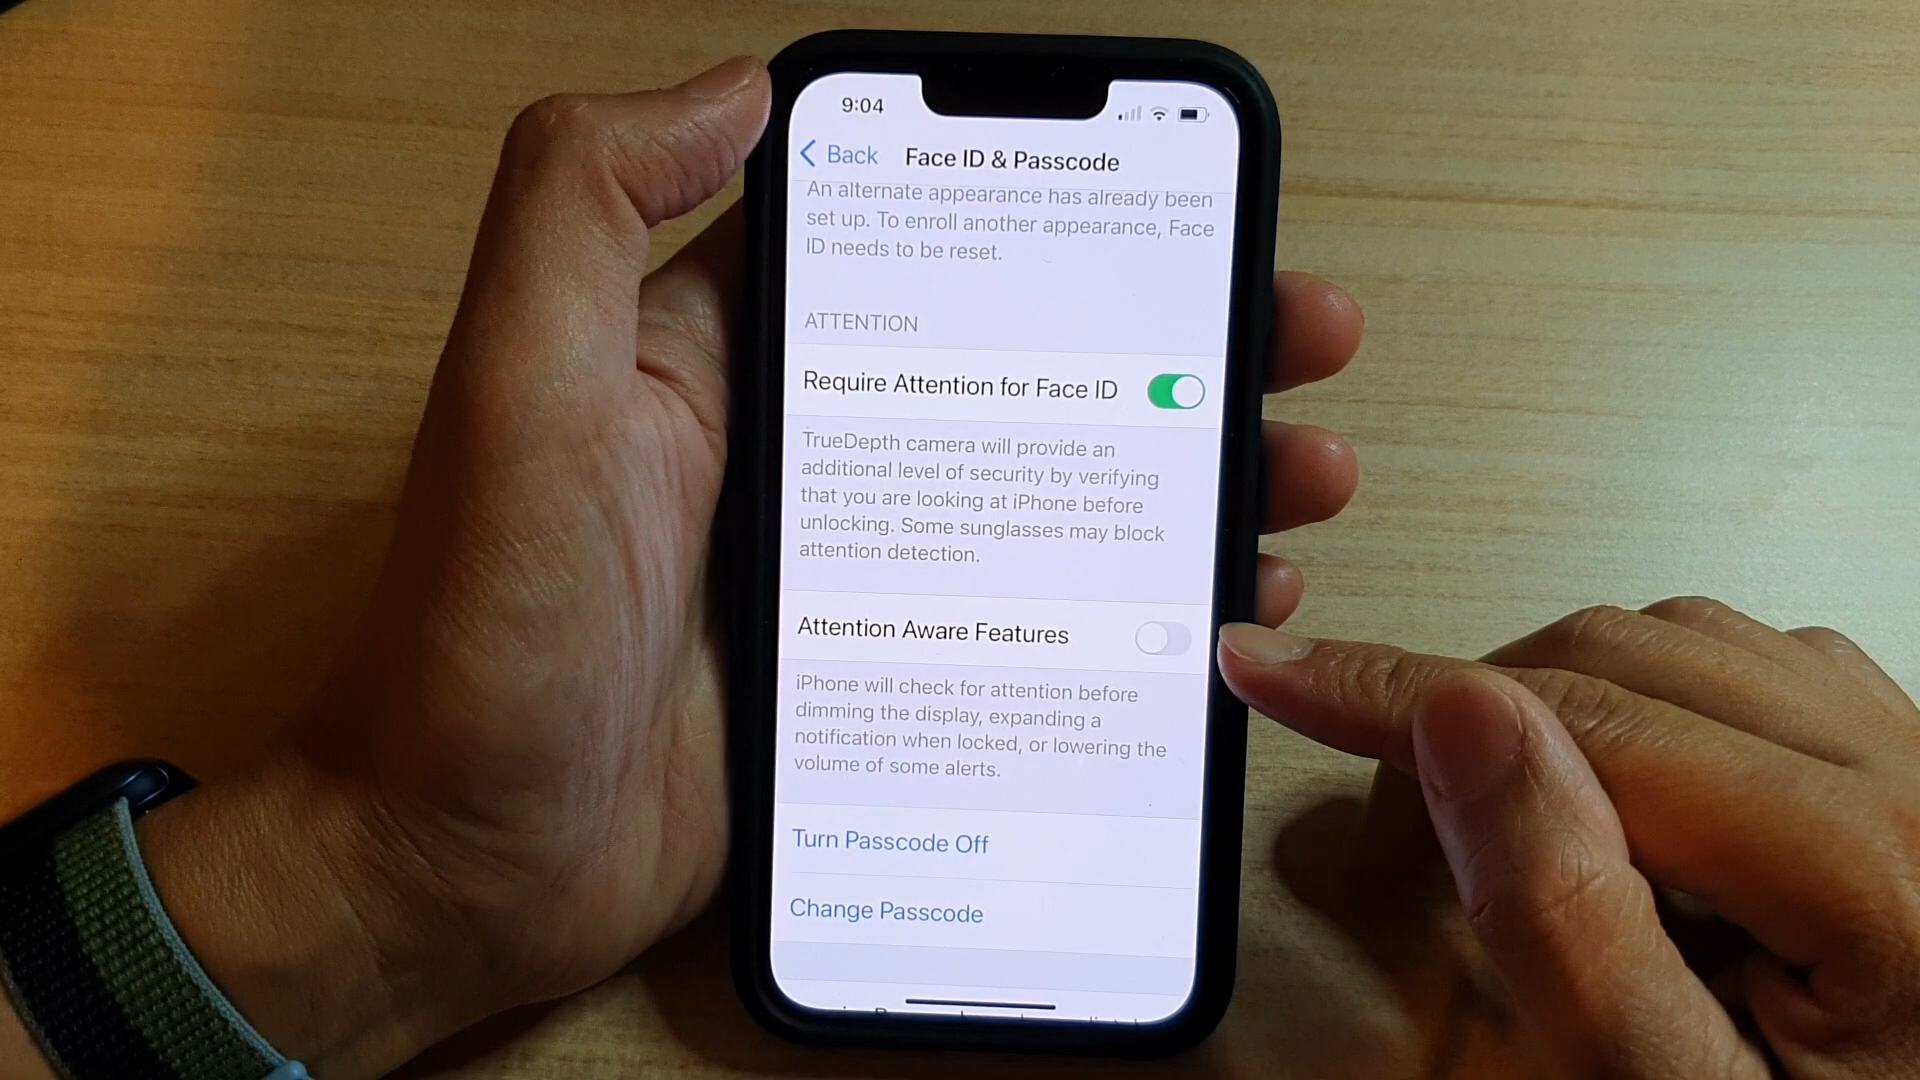 9:04
Back Face ID & Passcode
An alternate appearance has already been
set up. To enroll another appearance, Face
ID needs to be reset.
ATTENTION
Require Attention for Face ID
TrueDepth camera will provide an
additional level of security by verifying
that you are looking at iPhone before
unlocking. Some sunglasses may block
attention detection.
Attention Aware Features
iPhone will check for attention before
dimming the display, expanding a
notification when locked, or lowering the
volume of some alerts.
Turn Passcode Off
Change Passcode